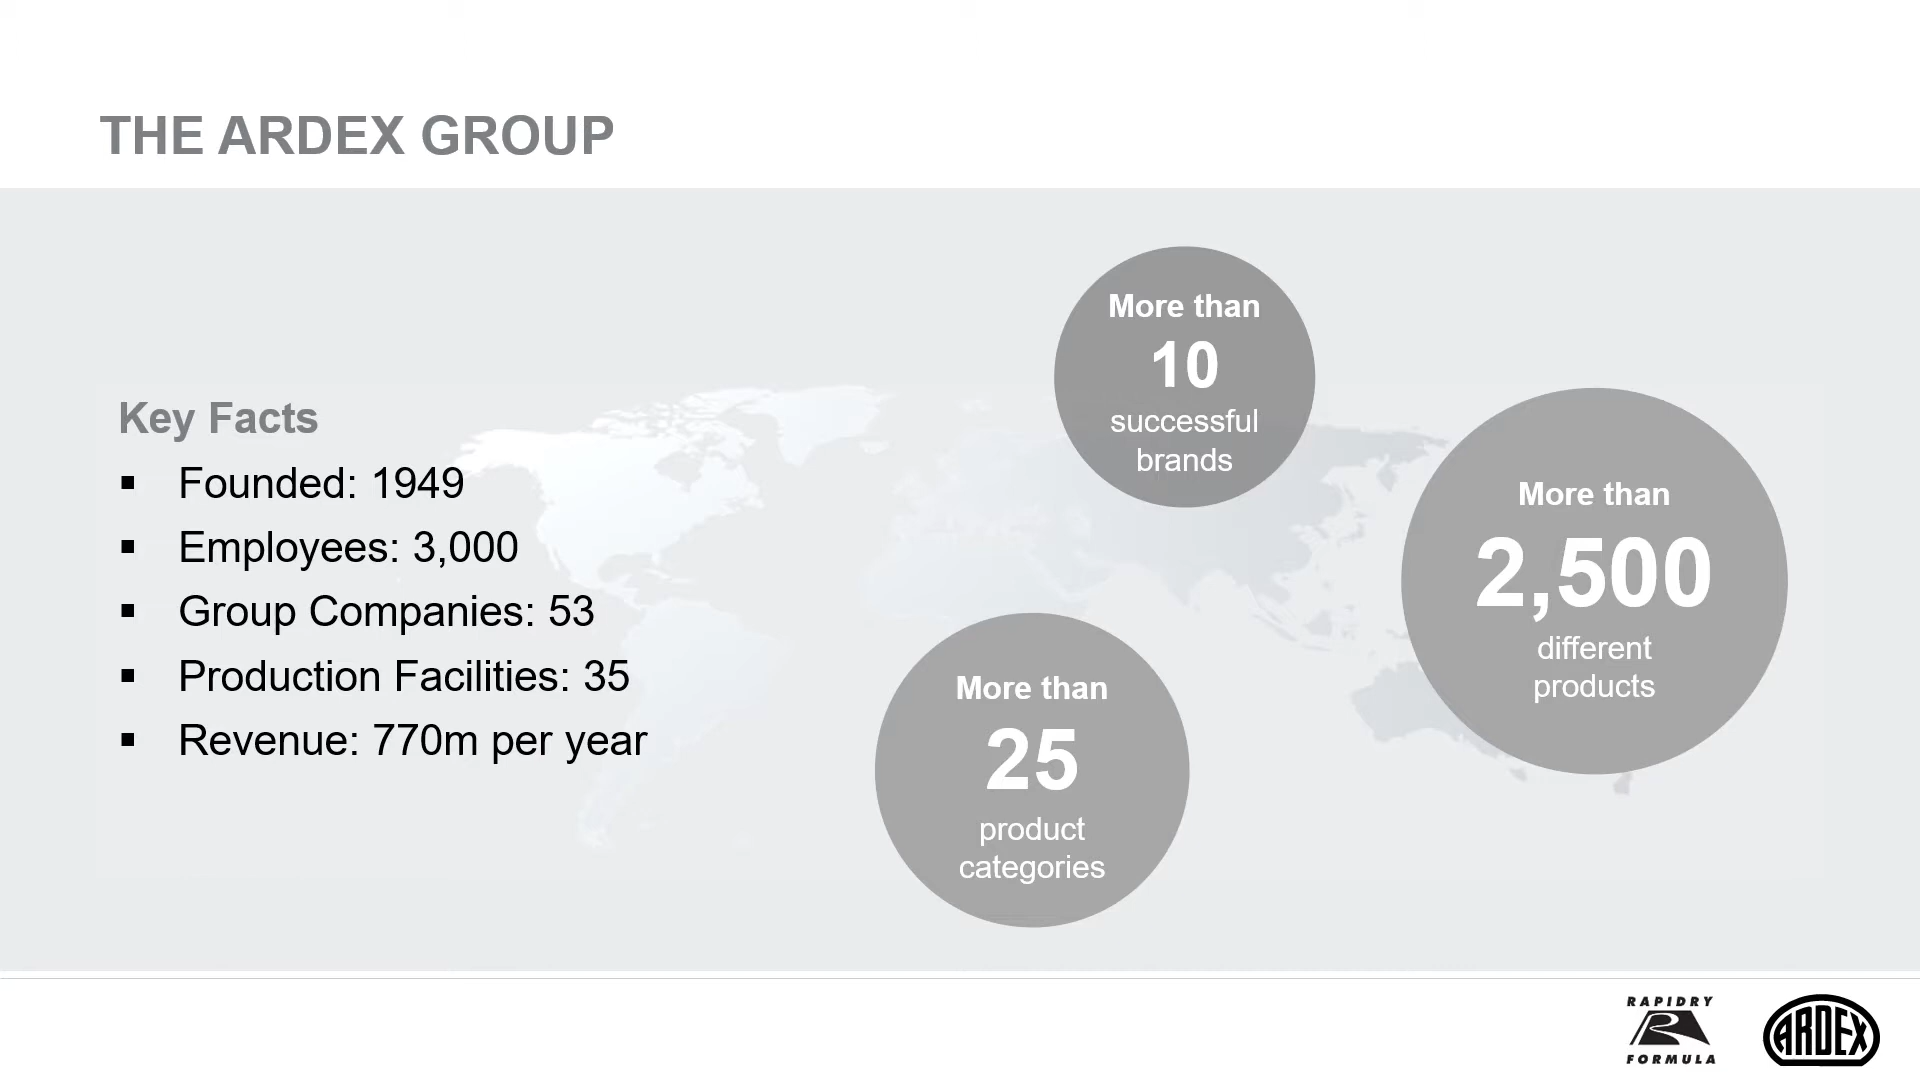 THE ARDEX GROUP
Key Facts
▪ Founded: 1949
▪ Employees: 3,000
▪ Group Companies: 53
▪ Production Facilities: 35
▪ Revenue: 770m per year
More than
10
successful
brands
More than
2,500
different
products
More than
25
product
categories
RAPIDRY
R
FORMULA
ARDEX